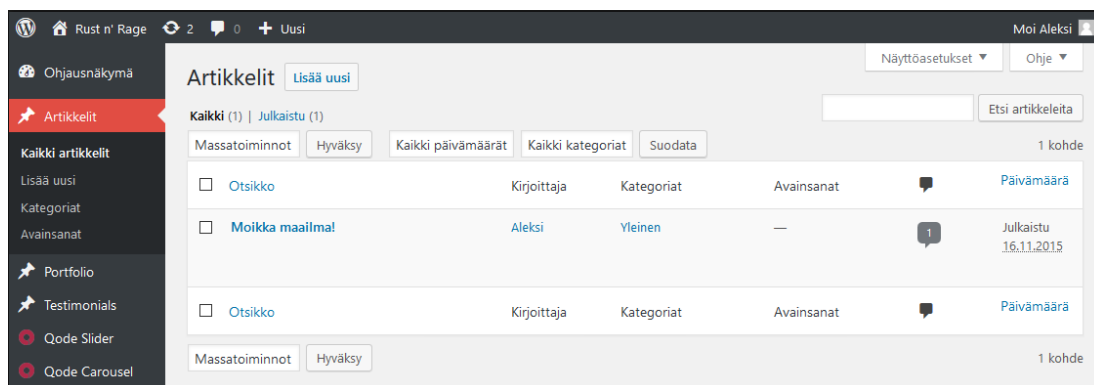 Rust n' Rage 2 0 + Uusi Moi Aleksi
Ohjausnäkymä
Artikkelit
Kaikki artikkelit
Lisää uusi
Kategoriat
Avainsanat
Portfolio
Testimonials
Qode Slider
Qode Carousel
Näyttöasetukset ▼ Ohje ▼
Artikkelit Lisää uusi
Kaikki (1) | Julkaistu (1) Etsi artikkeleita
Massatoiminnot Hyväksy Kaikki päivämäärät Kaikki kategoriat Suodata 1 kohde
Otsikko Kirjoittaja Kategoriat Avainsanat Päivämäärä
Moikka maailma! Aleksi Yleinen — 1 Julkaistu
16.11.2015
Otsikko Kirjoittaja Kategoriat Avainsanat Päivämäärä
Massatoiminnot Hyväksy 1 kohde